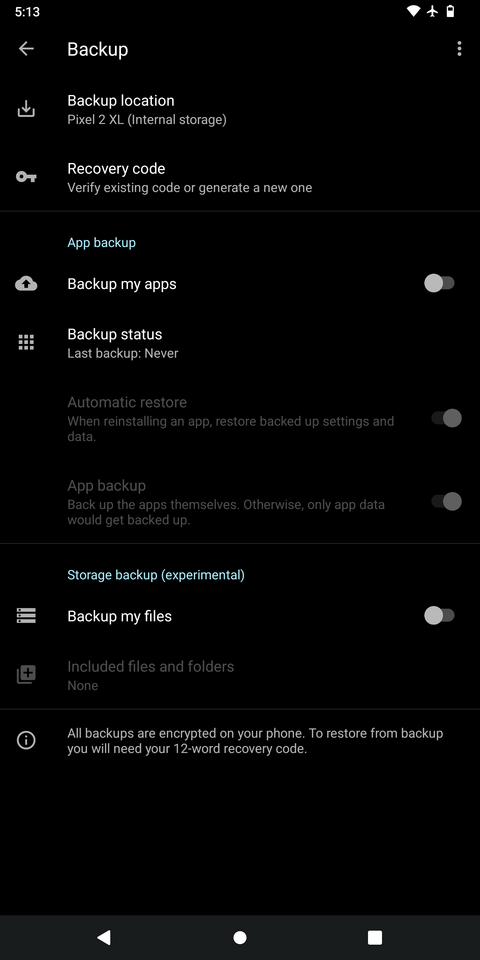 5:13
Backup
Backup location
Pixel 2 XL (Internal storage)
Recovery code
Verify existing code or generate a new one
App backup
Backup my apps
Backup status
Last backup: Never
Automatic restore
When reinstalling an app, restore backed up settings and
data.
App backup
Back up the apps themselves. Otherwise, only app data
would get backed up.
Storage backup (experimental)
Backup my files
Included files and folders
None
All backups are encrypted on your phone. To restore from backup
you will need your 12-word recovery code.